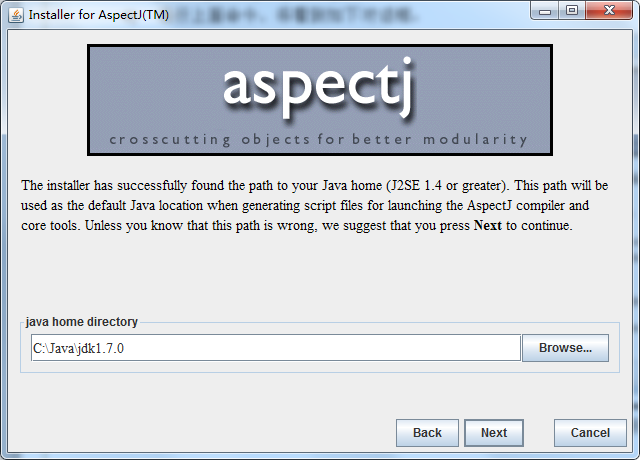 Installer for AspectJ(TM)
aspectj
crosscutting objects for better modularity
The installer has successfully found the path to your Java home (J2SE 1.4 or greater). This path will be
used as the default Java location when generating script files for launching the AspectJ compiler and
core tools. Unless you know that this path is wrong, we suggest that you press Next to continue.
java home directory
C:\Java\jdk1.7.0
Browse...
Back
Next
Cancel